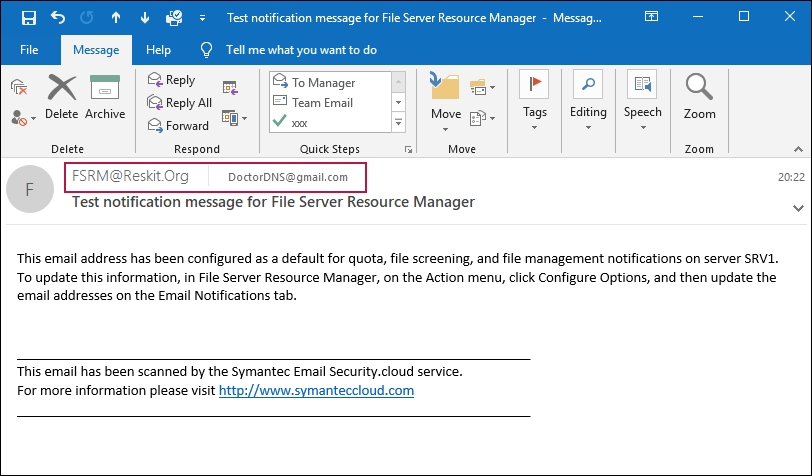 Test notification message for File Server Resource Manager - Messag...
File Message Help Tell me what you want to do
Delete Archive
Reply
Reply All
Forward
To Manager
Team Email
xxx
Move
Tags
Editing
Speech
Zoom
Delete Respond Quick Steps Move Zoom
F
FSRM@Reskit.Org DoctorDNS@gmail.com 20:22
Test notification message for File Server Resource Manager
This email address has been configured as a default for quota, file screening, and file management notifications on server SRV1.
To update this information, in File Server Resource Manager, on the Action menu, click Configure Options, and then update the
email addresses on the Email Notifications tab.
This email has been scanned by the Symantec Email Security.cloud service.
For more information please visit http://www.symanteccloud.com